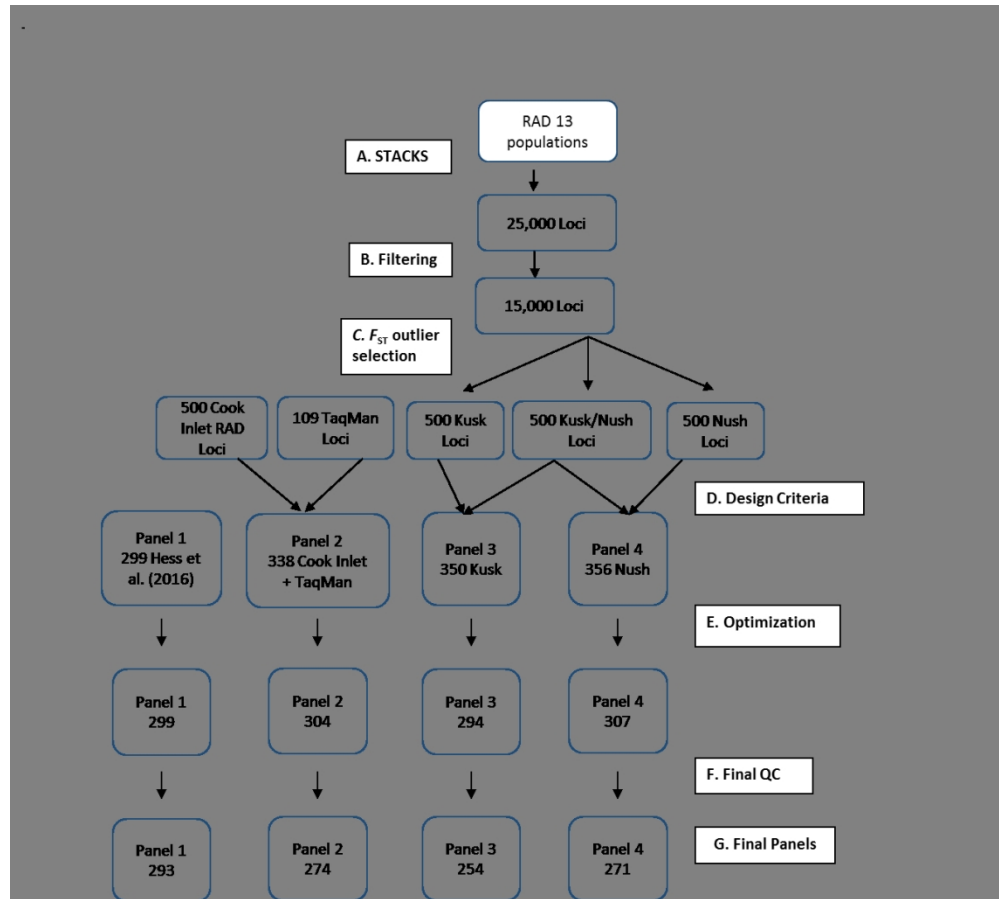 RAD 13
populations
A. STACKS
25,000 Loci
B. Filtering
15,000 Loci
C. FST outlier
selection
500 Cook
Inlet RAD
Loci
109 TaqMan
Loci
500 Kusk
Loci
500 Kusk/Nush
Loci
500 Nush
Loci
D. Design Criteria
Panel 1
299 Hess et
al. (2016)
Panel 2
338 Cook Inlet
+ TaqMan
Panel 3
350 Kusk
Panel 4
356 Nush
E. Optimization
Panel 1
299
Panel 2
304
Panel 3
294
Panel 4
307
F. Final QC
G. Final Panels
Panel 1
293
Panel 2
274
Panel 3
254
Panel 4
271